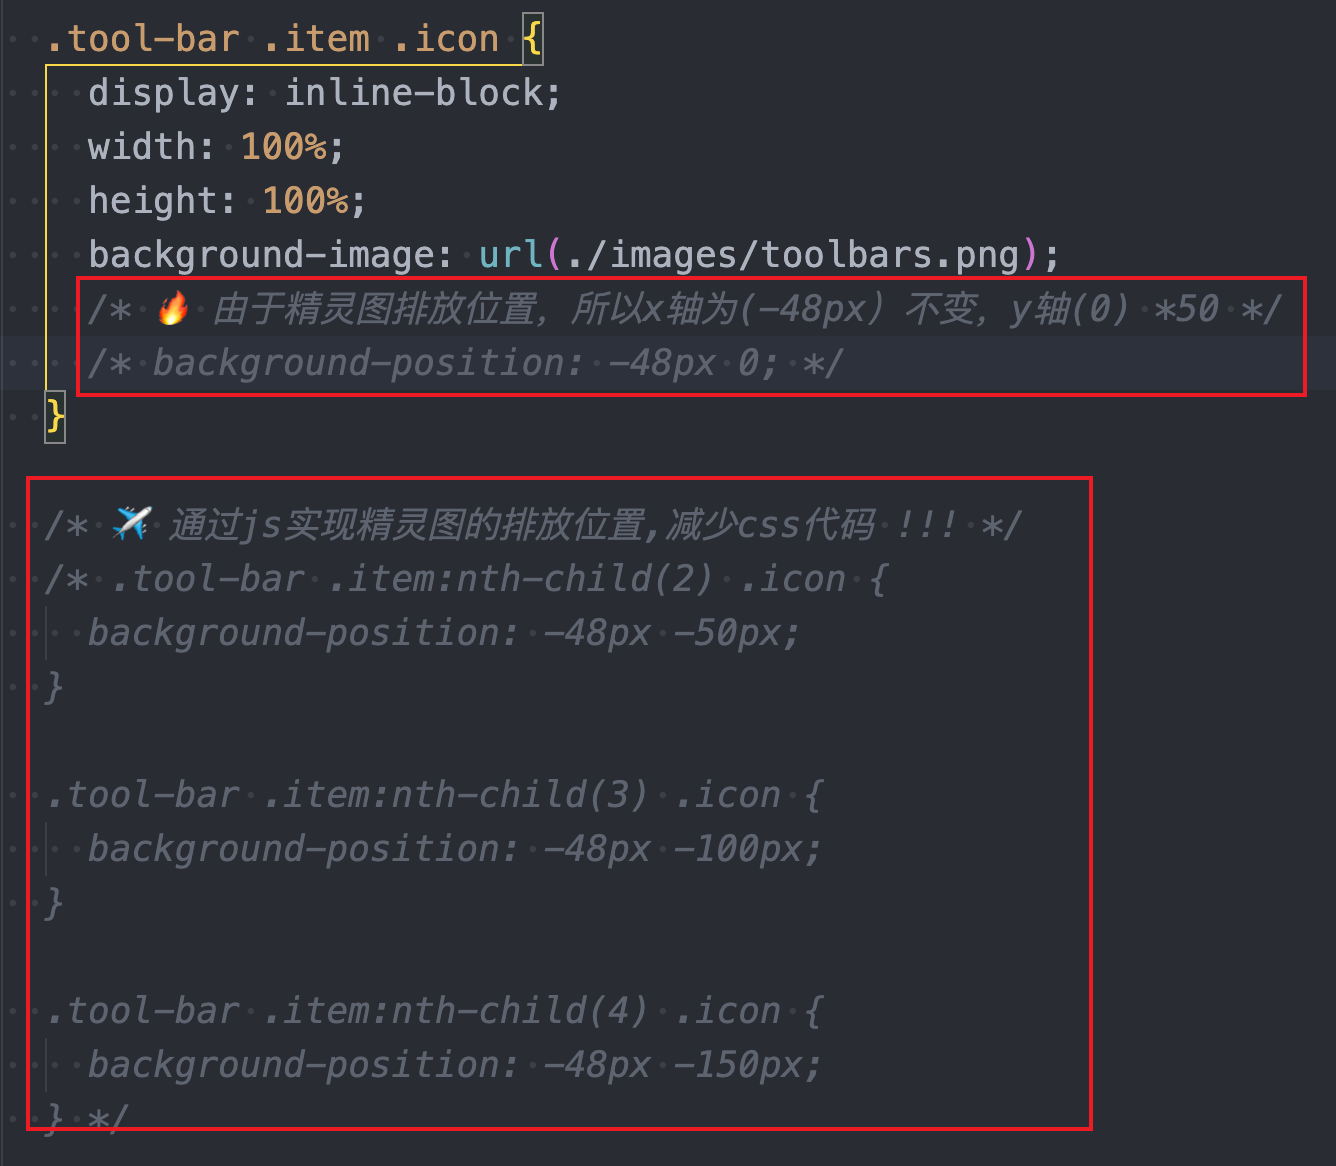 .tool-bar .item .icon {
display: inline-block;
width: 100%;
height: 100%;
background-image: url(./images/toolbars.png);
/* 🔥 由于精灵图排放位置，所以x轴为(-48px）不变，y轴(0) *50 */
/* background-position: -48px 0; */
}
/* ✈️ 通过js实现精灵图的排放位置,减少css代码 !!! */
/* .tool-bar .item:nth-child(2) .icon {
background-position: -48px -50px;
}
.tool-bar .item:nth-child(3) .icon {
background-position: -48px -100px;
}
.tool-bar .item:nth-child(4) .icon {
background-position: -48px -150px;
} */